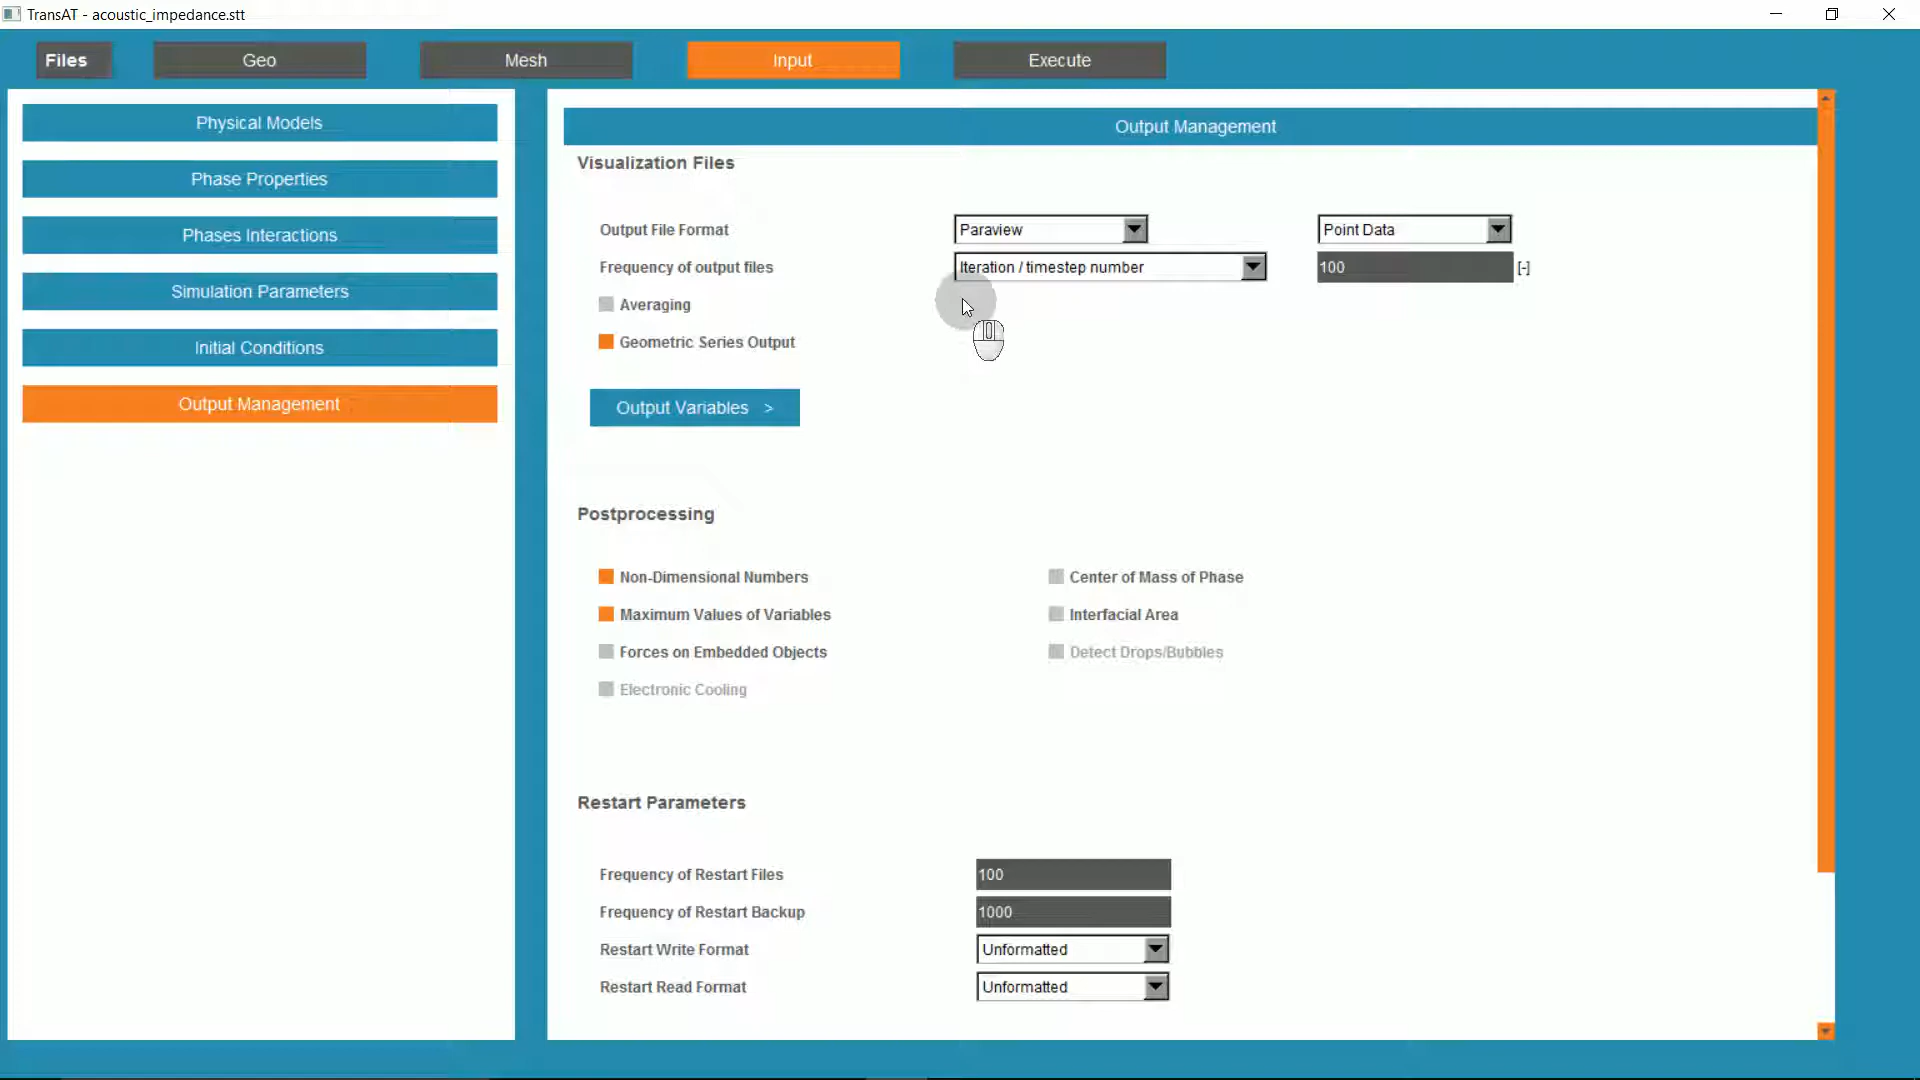 TransAT - acoustic_impedance.stt
Files Geo Mesh Input Execute
Physical Models
Phase Properties
Phases Interactions
Simulation Parameters
Initial Conditions
Output Management
Output Management
Visualization Files
Output File Format Paraview Point Data
Frequency of output files Iteration / timestep number 100 [-]
Averaging
Geometric Series Output
Output Variables >
Postprocessing
Non-Dimensional Numbers Center of Mass of Phase
Maximum Values of Variables Interfacial Area
Forces on Embedded Objects Detect Drops/Bubbles
Electronic Cooling
Restart Parameters
Frequency of Restart Files 100
Frequency of Restart Backup 1000
Restart Write Format Unformatted
Restart Read Format Unformatted